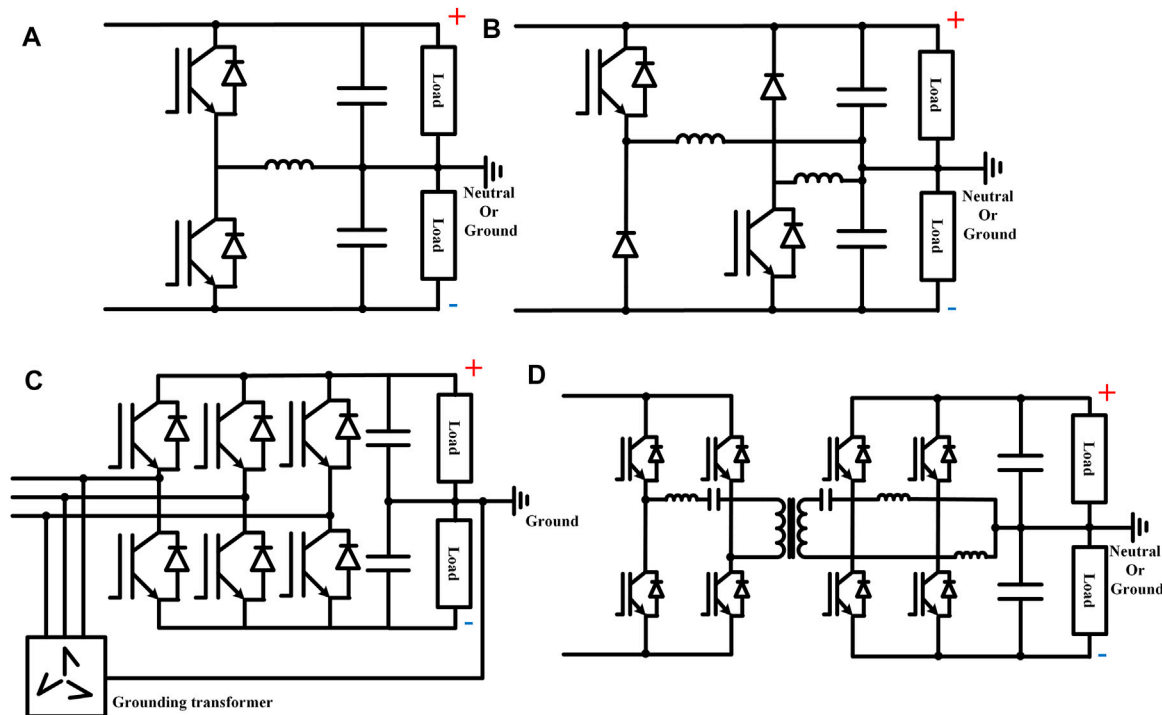 A
+
Load
Load
-
Neutral
Or
Ground
B
+
Load
Load
-
Neutral
Or
Ground
C
+
Load
Load
-
Ground
Grounding transformer
D
+
Load
Load
-
Neutral
Or
Ground